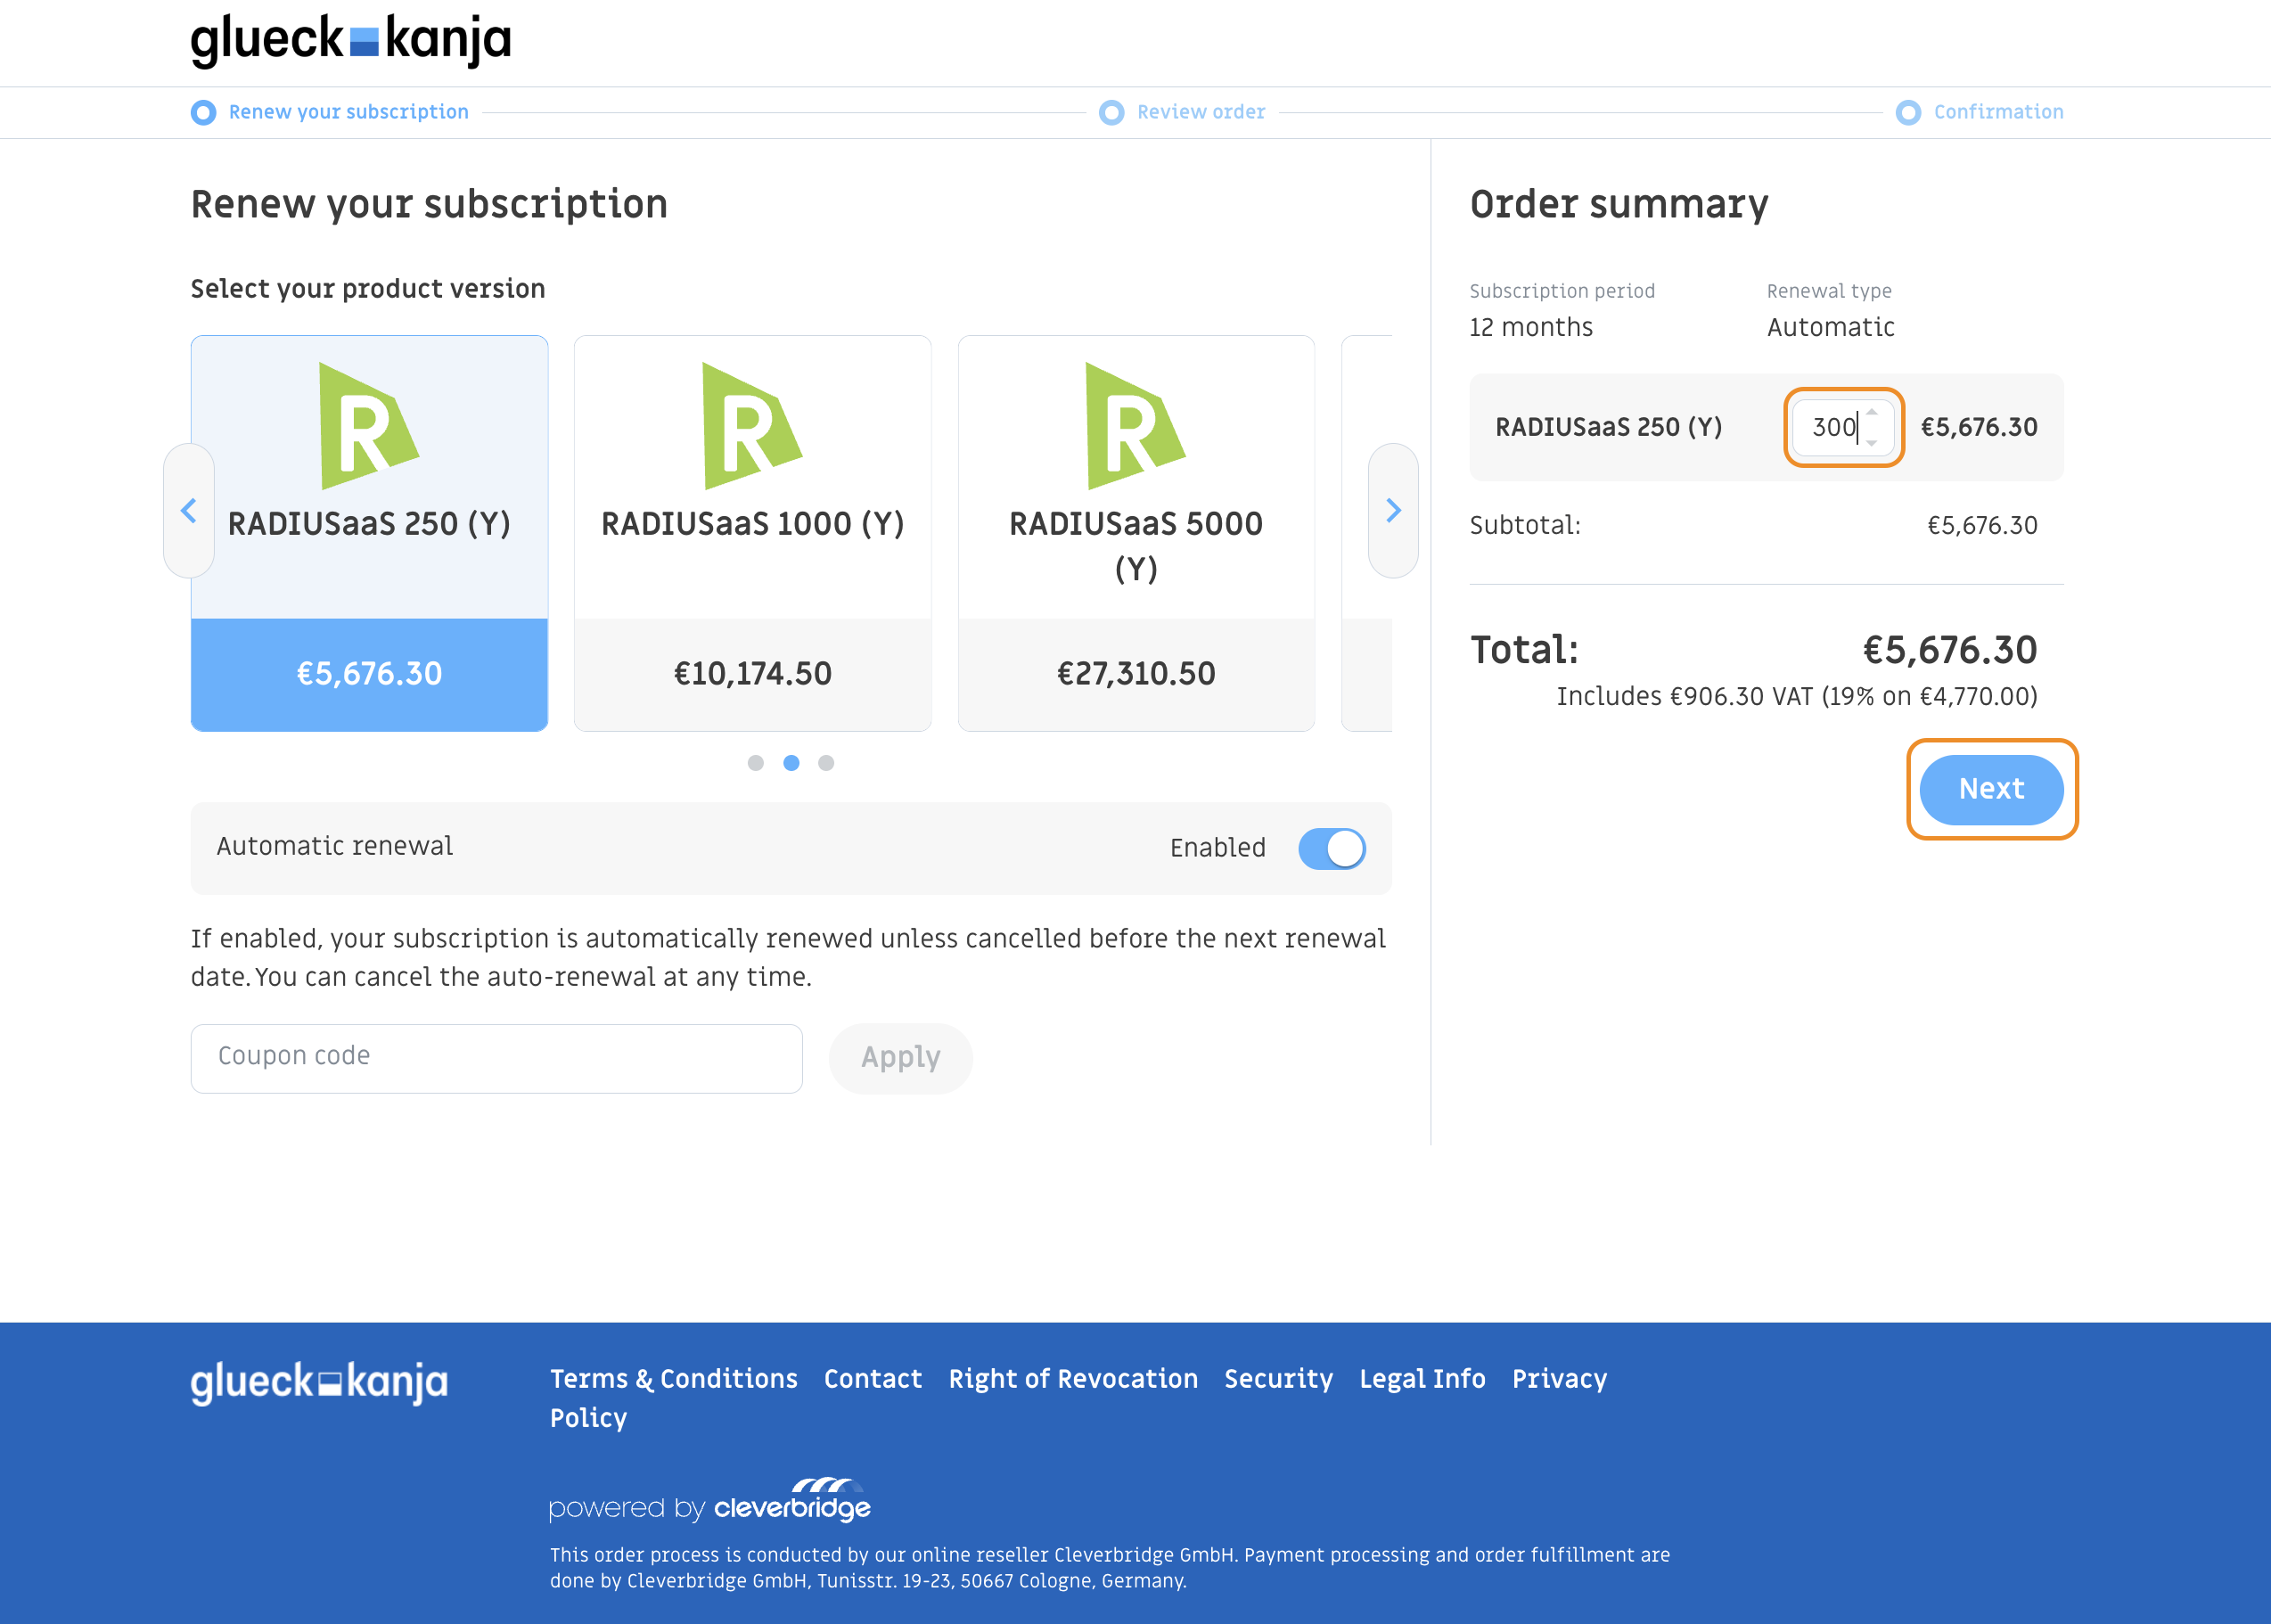 glueck kanja
Renew your subscription
Review order
Confirmation
Renew your subscription
Select your product version
R
RADIUSaaS 250 (Y)
€5,676.30
R
RADIUSaaS 1000 (Y)
€10,174.50
R
RADIUSaaS 5000
(Y)
€27,310.50
Automatic renewal
Enabled
If enabled, your subscription is automatically renewed unless cancelled before the next renewal
date. You can cancel the auto-renewal at any time.
Coupon code
Apply
Order summary
Subscription period
Renewal type
12 months
Automatic
RADIUSaaS 250 (Y)
300
€5,676.30
Subtotal:
€5,676.30
Total:
€5,676.30
Includes €906.30 VAT (19% on €4,770.00)
Next
glueck kanja
Terms & Conditions Contact Right of Revocation Security Legal Info Privacy
Policy
powered by cleverbridge
This order process is conducted by our online reseller Cleverbridge GmbH. Payment processing and order fulfillment are
done by Cleverbridge GmbH, Tunisstr. 19-23, 50667 Cologne, Germany.